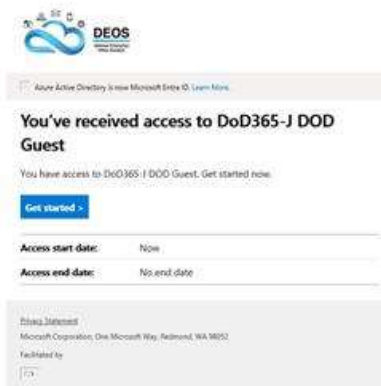 DEOS
Azure Active Directory is now Microsoft Entra ID. Learn More.
You've received access to DoD365-J DOD
Guest
You have access to DoD365-J DOD Guest. Get started now.
Get started >
Access start date: Now
Access end date: No end date
Privacy Statement
Microsoft Corporation, One Microsoft Way, Redmond, WA 98052
Facilitated by